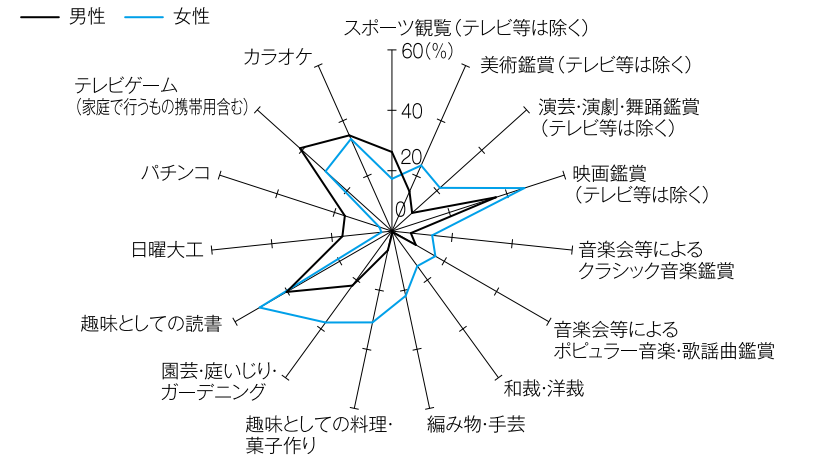 男性
女性
スポーツ観覧（テレビ等は除く）
60(%)
40
20
0
美術鑑賞（テレビ等は除く）
演芸・演劇・舞踊鑑賞
（テレビ等は除く）
映画鑑賞
（テレビ等は除く）
音楽会等による
クラシック音楽鑑賞
音楽会等による
ポピュラー音楽・歌謡曲鑑賞
和裁・洋裁
編み物・手芸
趣味としての料理・
菓子作り
園芸・庭いじり・
ガーデニング
趣味としての読書
日曜大工
パチンコ
テレビゲーム
（家庭で行うもの携帯用含む）
カラオケ